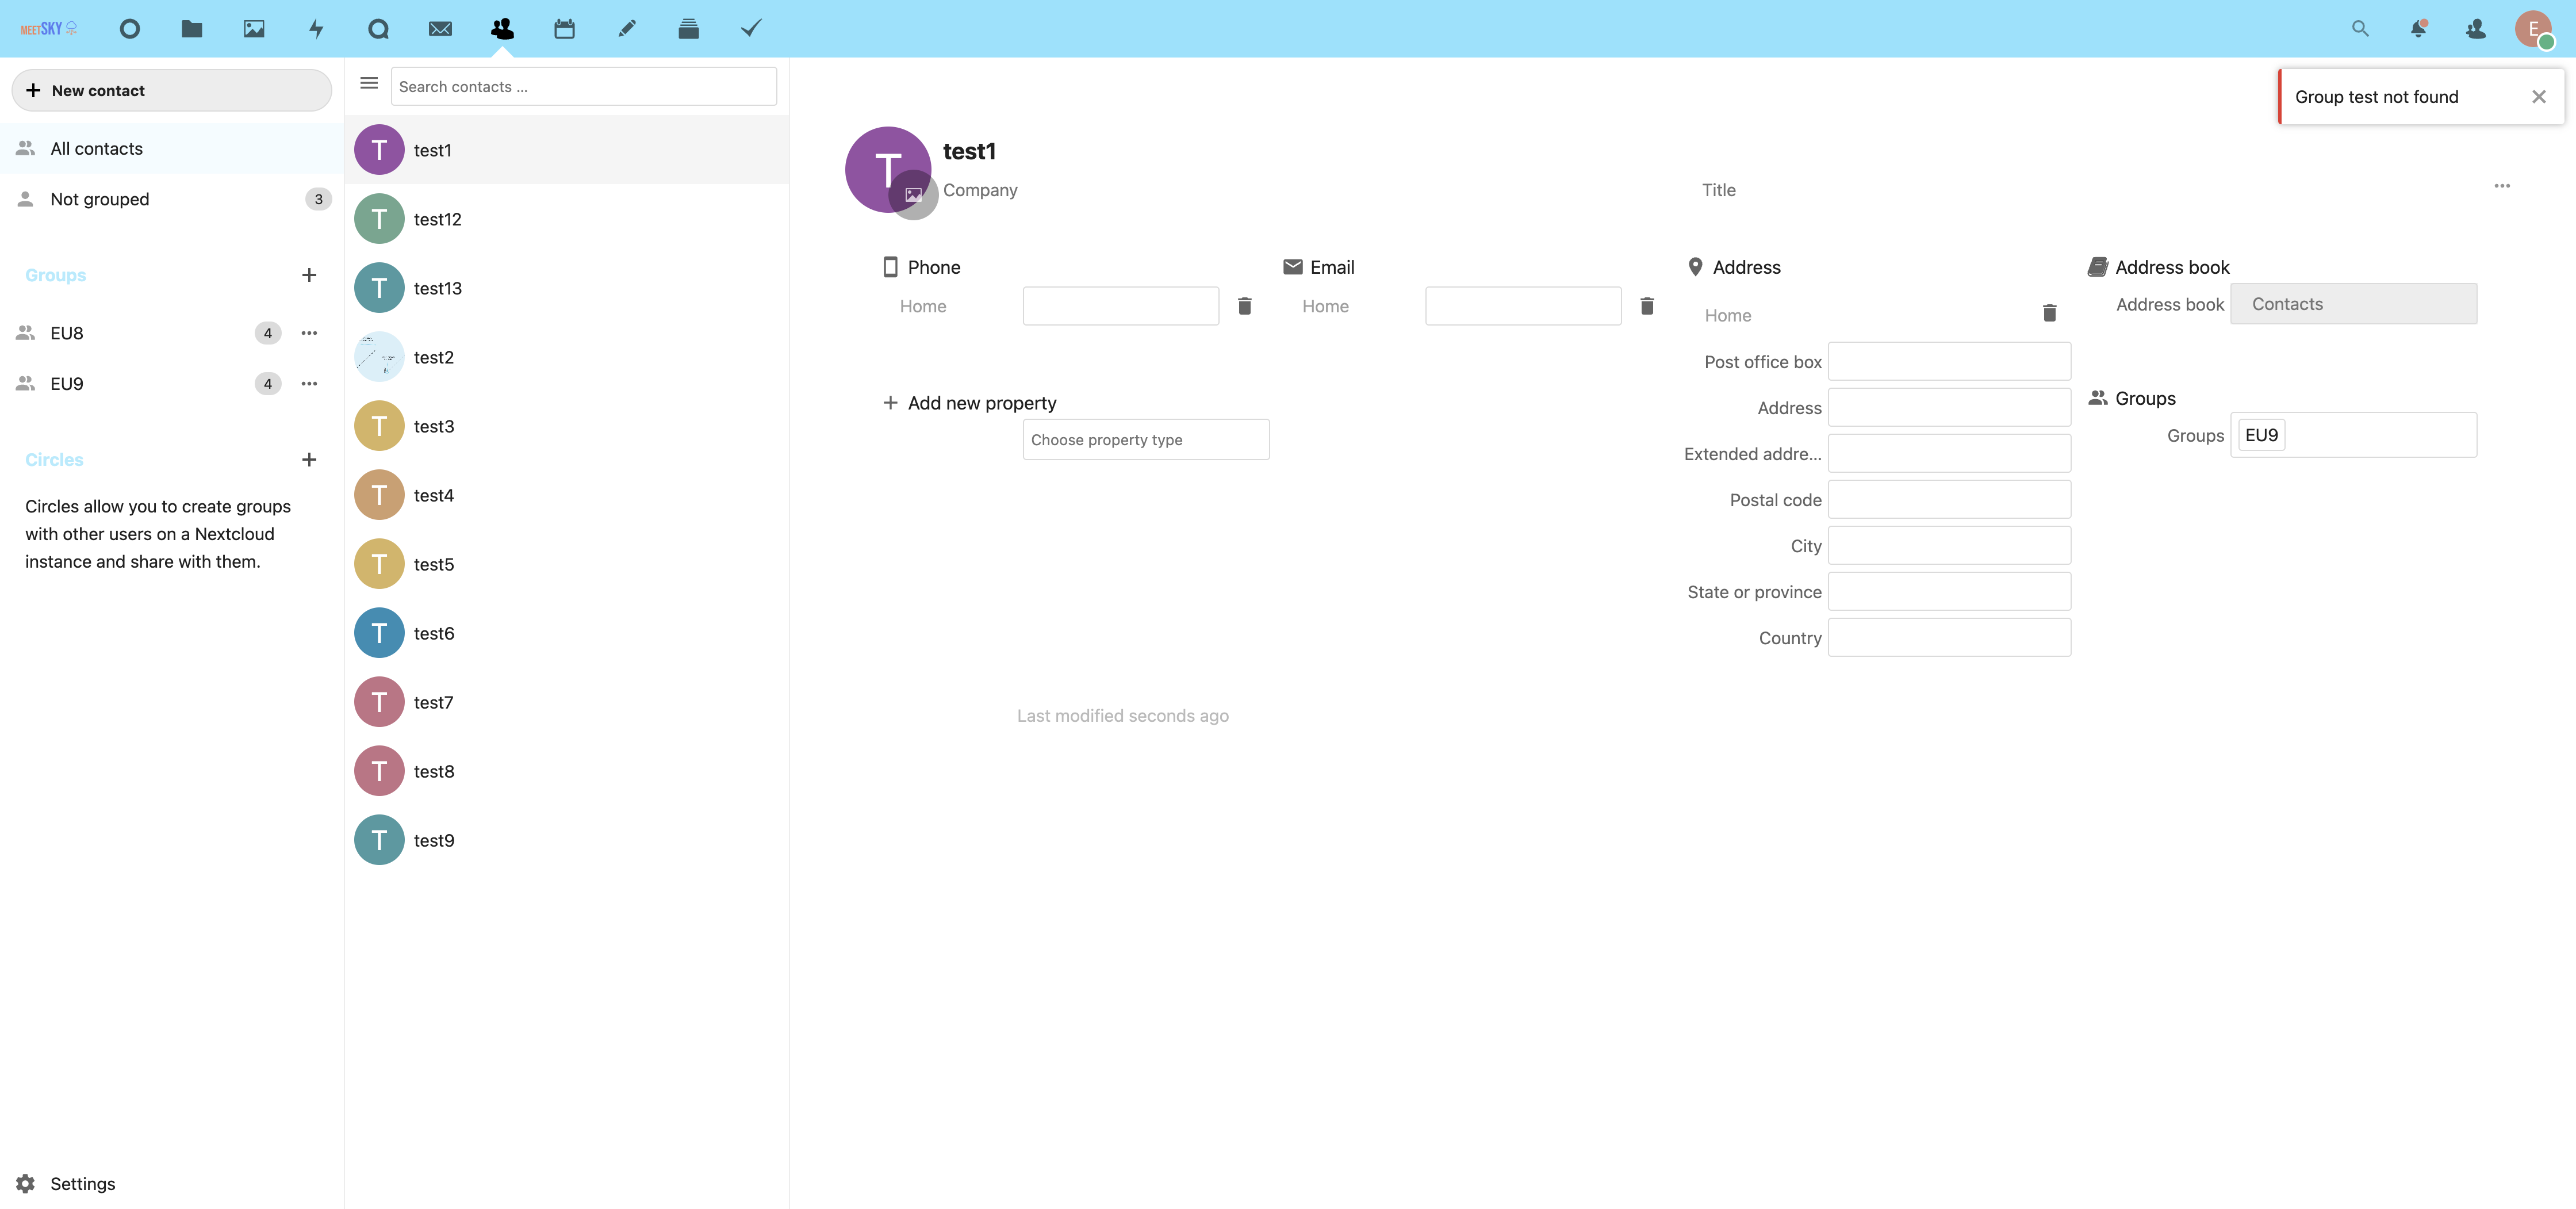 MEETSKY
E
New contact
All contacts
Not grouped
3
Groups
EU8
4
EU9
4
Circles
Circles allow you to create groups
with other users on a Nextcloud
instance and share with them.
Settings
Search contacts ...
T
test1
T
test12
T
test13
test2
T
test3
T
test4
T
test5
T
test6
T
test7
T
test8
T
test9
Group test not found
T
test1
Company
Title
Phone
Home
Email
Home
Add new property
Choose property type
Address
Home
Post office box
Address
Extended addre...
Postal code
City
State or province
Country
Address book
Address book
Contacts
Groups
Groups
EU9
Last modified seconds ago